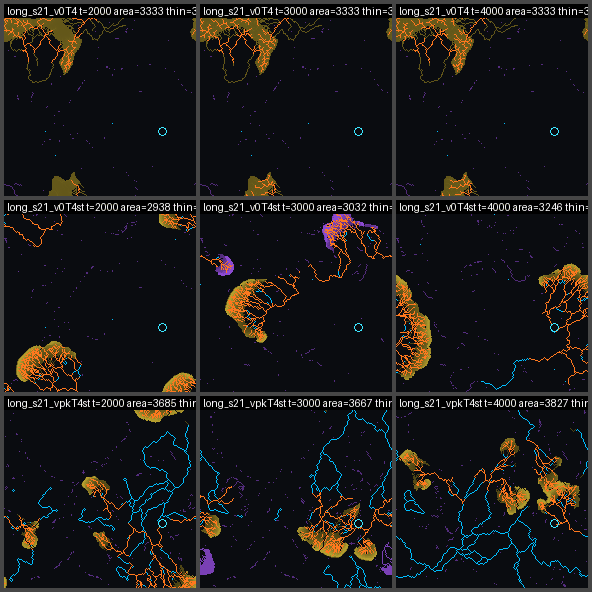 long_s21_v0T4 t=2000 area=3333 thin=3
long_s21_v0T4 t=3000 area=3333 thin=3
long_s21_v0T4 t=4000 area=3333 thin=3
long_s21_v0T4st t=2000 area=2938 thin=
long_s21_v0T4st t=3000 area=3032 thin=
long_s21_v0T4st t=4000 area=3246 thin=
long_s21_vpkT4st t=2000 area=3685 thin
long_s21_vpkT4st t=3000 area=3667 thin
long_s21_vpkT4st t=4000 area=3827 thin